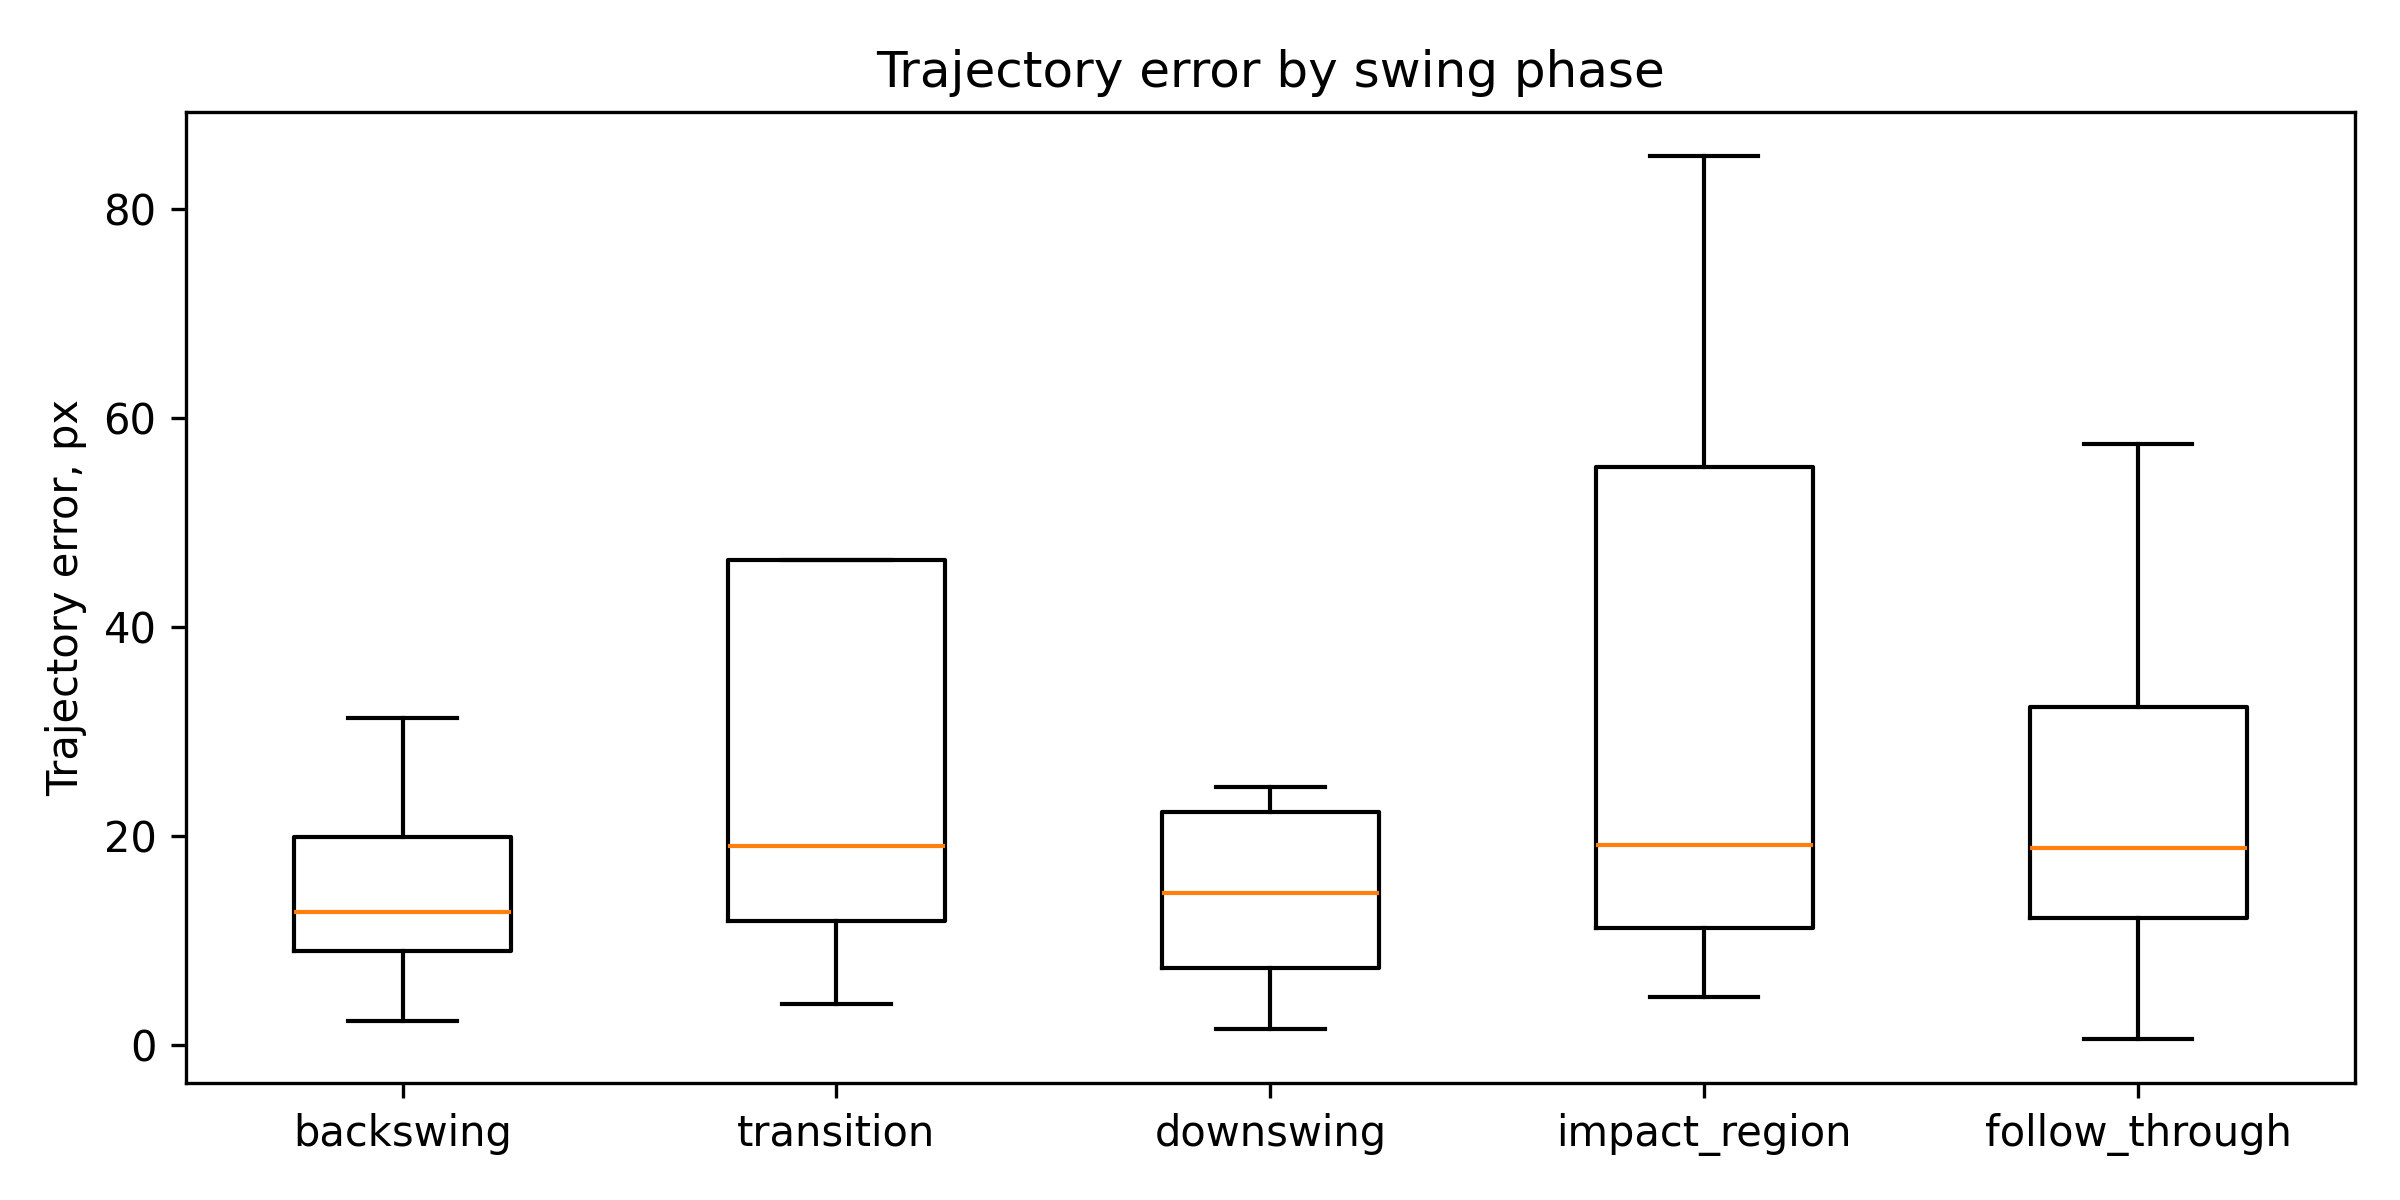 Trajectory error by swing phase
Trajectory error, px
80
60
40
20
0
backswing transition downswing impact_region follow_through